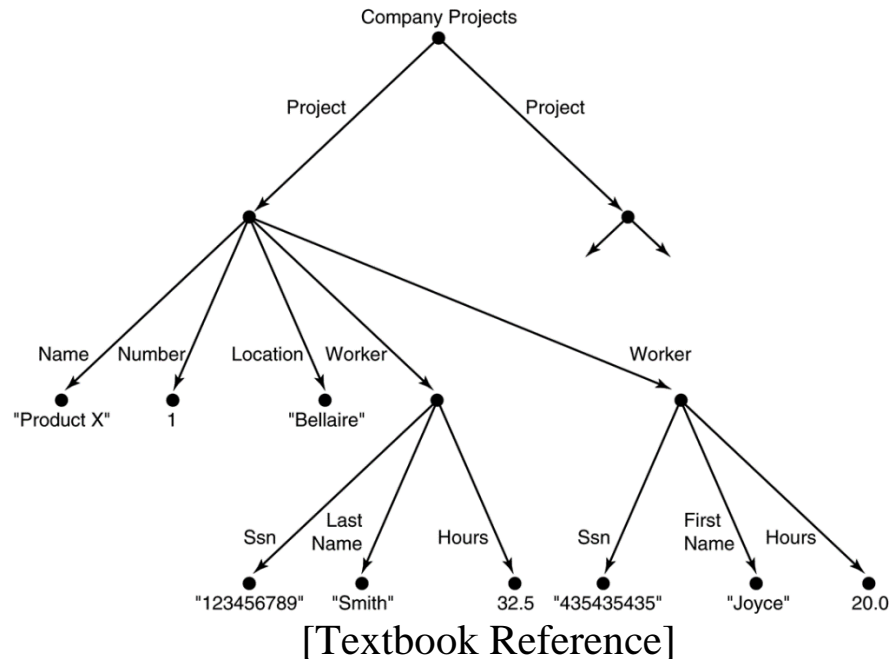 Company Projects
Project Project
Name Number Location Worker Worker
"Product X" 1 "Bellaire"
Ssn Last Name Hours Ssn First Name Hours
"123456789" "Smith" 32.5 "435435435" "Joyce" 20.0
[Textbook Reference]